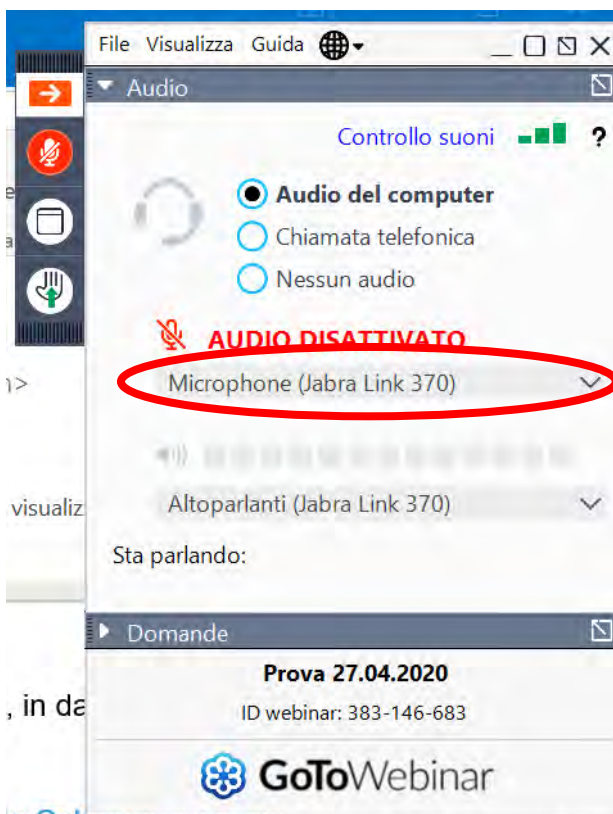 File Visualizza Guida
Audio
Controllo suoni ?
Audio del computer
Chiamata telefonica
Nessun audio
AUDIO DISATTIVATO
Microphone (Jabra Link 370)
>
visualiz
Altoparlanti (Jabra Link 370)
Sta parlando:
Domande
Prova 27.04.2020
, in da
ID webinar: 383-146-683
GoToWebinar